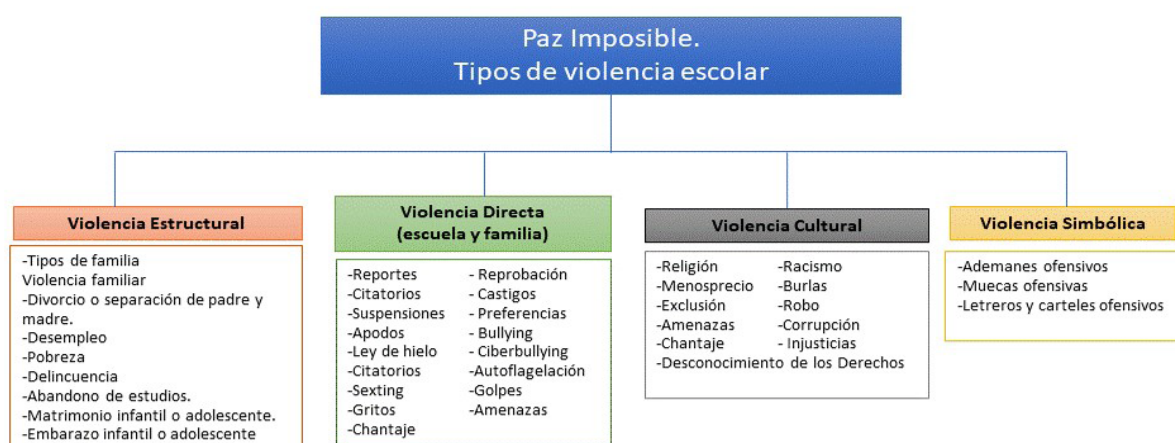 Paz Imposible.
Tipos de violencia escolar
Violencia Estructural
-Tipos de familia
Violencia familiar
-Divorcio o separación de padre y
madre.
-Desempleo
-Pobreza
-Delincuencia
-Abandono de estudios.
-Matrimonio infantil o adolescente.
-Embarazo infantil o adolescente
Violencia Directa
(escuela y familia)
-Reportes
-Citatorios
-Suspensiones
-Apodos
-Ley de hielo
-Citatorios
-Sexting
-Gritos
-Chantaje
- Reprobación
- Castigos
- Preferencias
- Bullying
- Ciberbullying
-Autoflagelación
-Golpes
-Amenazas
Violencia Cultural
-Religión
-Menosprecio
-Exclusión
-Amenazas
-Chantaje
-Racismo
-Burlas
-Robo
-Corrupción
- Injusticias
-Desconocimiento de los Derechos
Violencia Simbólica
-Ademanes ofensivos
-Muecas ofensivas
-Letreros y carteles ofensivos